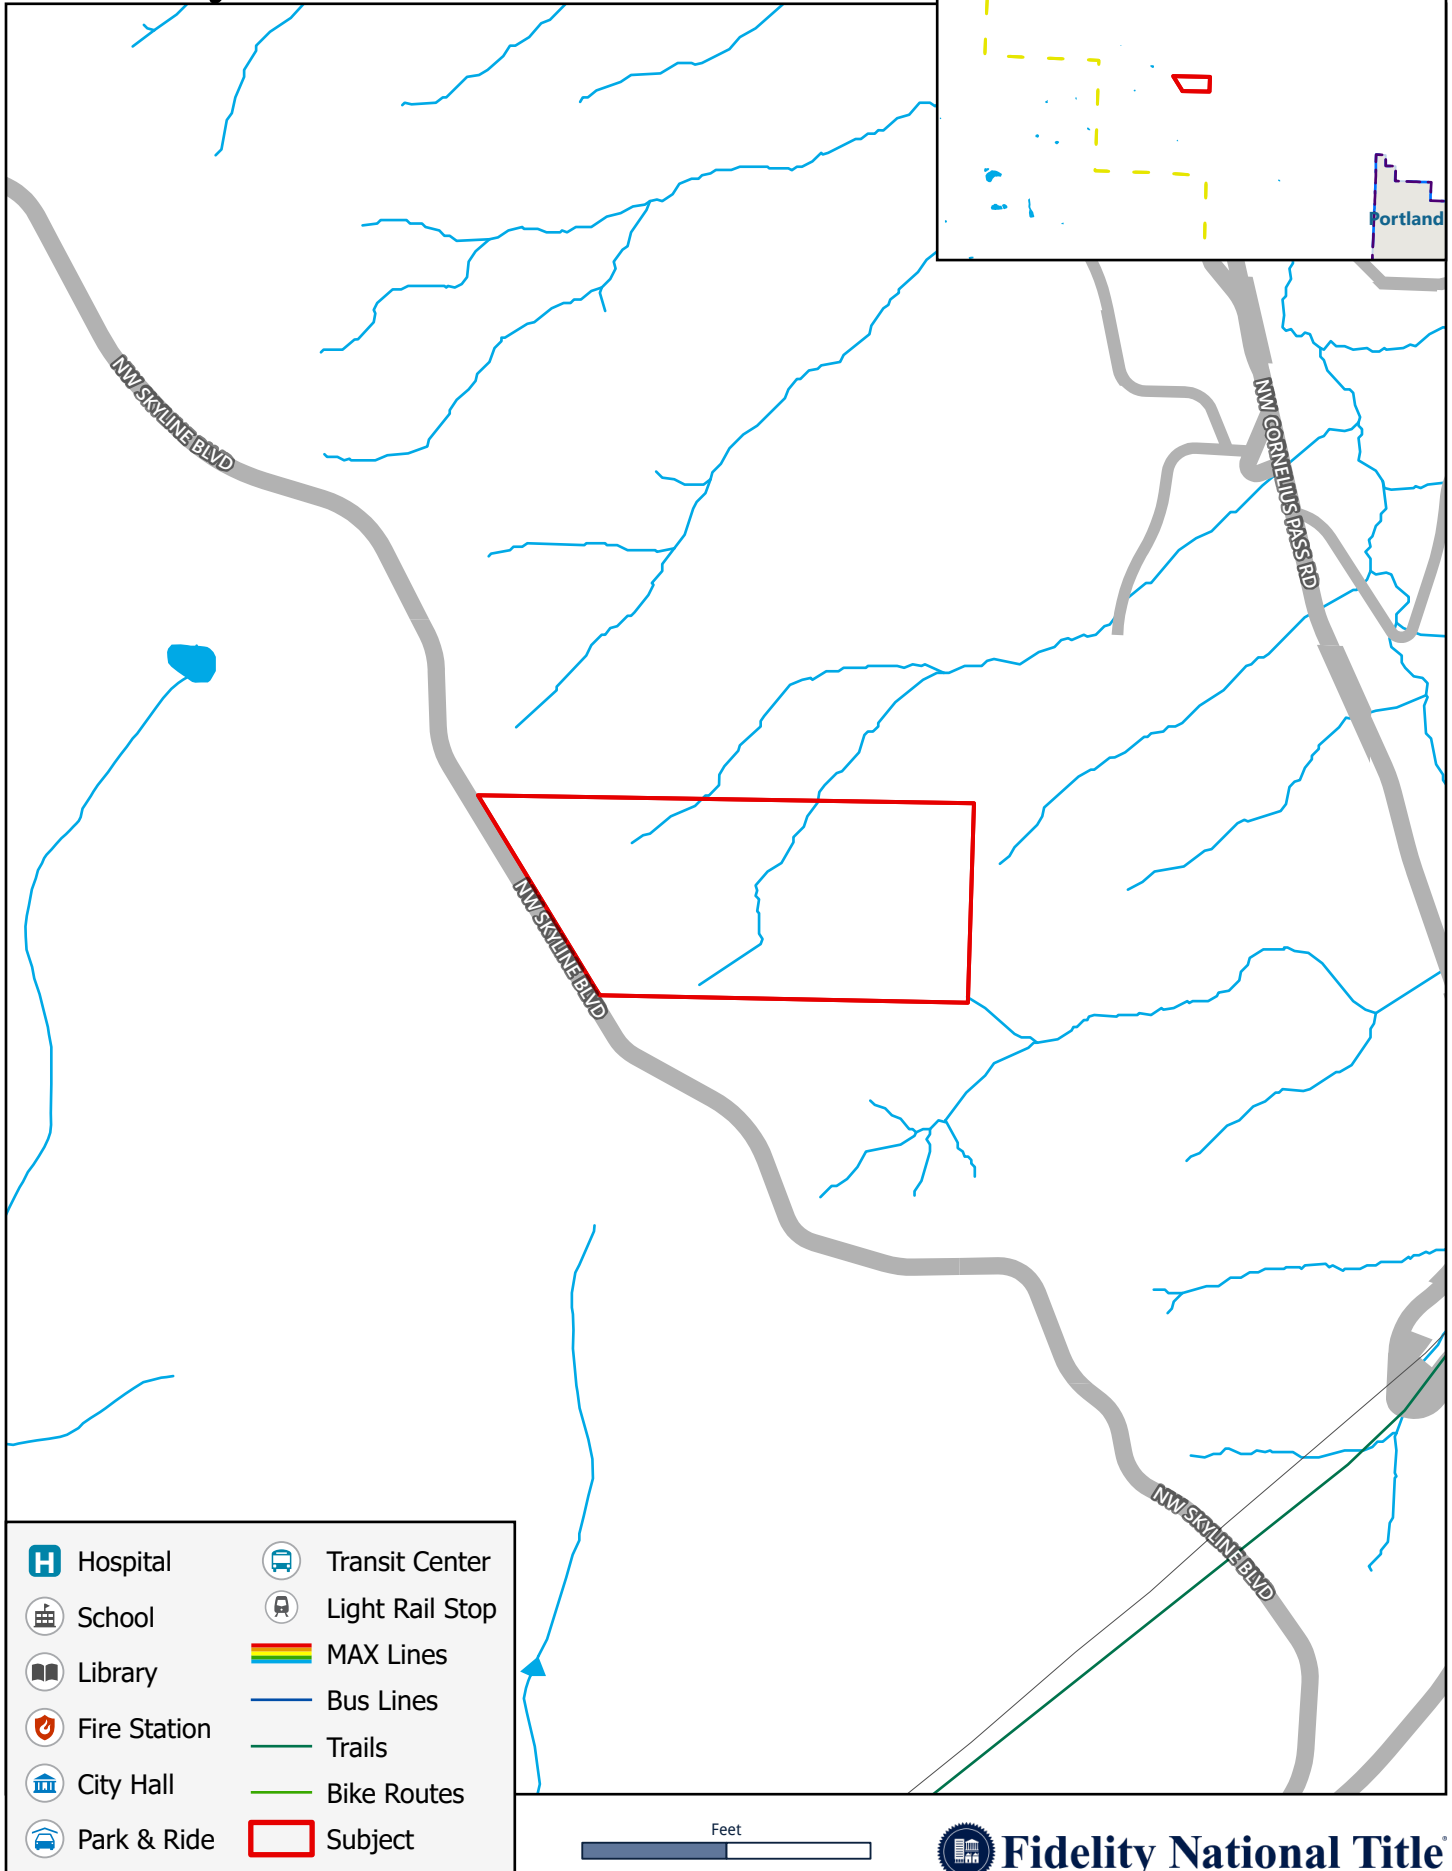 Portland
NW SKYLINE BLVD
NW CORNELIUS PASS RD
NW SKYLINE BLVD
NW SKYLINE BLVD
H Hospital
School
Library
Fire Station
City Hall
Park & Ride
Transit Center
Light Rail Stop
MAX Lines
Bus Lines
Trails
Bike Routes
Subject
Feet
Fidelity National Title